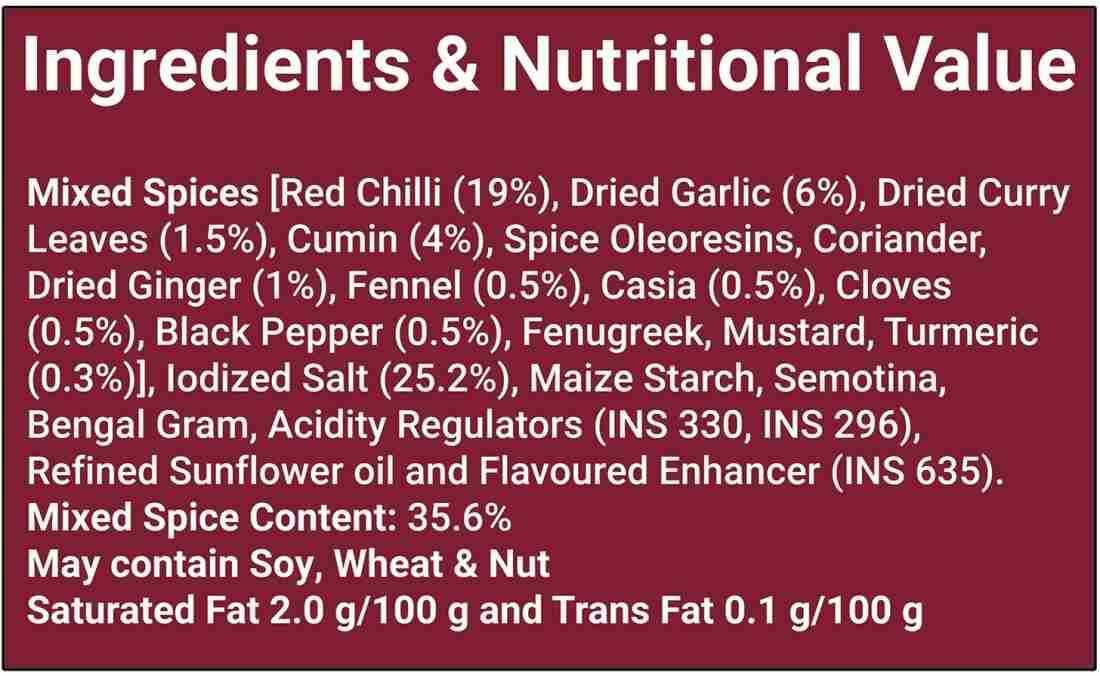 Ingredients & Nutritional Value
Mixed Spices [Red Chilli (19%), Dried Garlic (6%), Dried Curry
Leaves (1.5%), Cumin (4%), Spice Oleoresins, Coriander,
Dried Ginger (1%), Fennel (0.5%), Casia (0.5%), Cloves
(0.5%), Black Pepper (0.5%), Fenugreek, Mustard, Turmeric
(0.3%)], Iodized Salt (25.2%), Maize Starch, Semotina,
Bengal Gram, Acidity Regulators (INS 330, INS 296),
Refined Sunflower oil and Flavoured Enhancer (INS 635).
Mixed Spice Content: 35.6%
May contain Soy, Wheat & Nut
Saturated Fat 2.0 g/100 g and Trans Fat 0.1 g/100 g